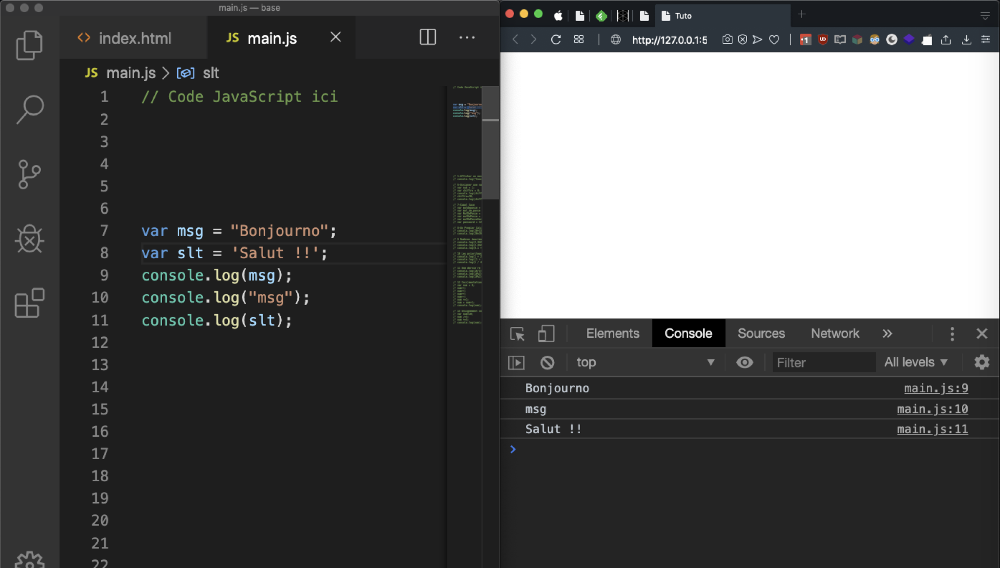 main.js — base
index.html
JS main.js
JS main.js > slt
1 // Code JavaScript ici
2
3
4
5
6
7 var msg = "Bonjourno";
8 var slt = 'Salut !!';
9 console.log(msg);
10 console.log("msg");
11 console.log(slt);
12
13
14
15
16
17
18
19
20
21
22
Tuto
http://127.0.0.1:5
Elements Console Sources Network
top Filter All levels
Bonjourno main.js:9
msg main.js:10
Salut !! main.js:11